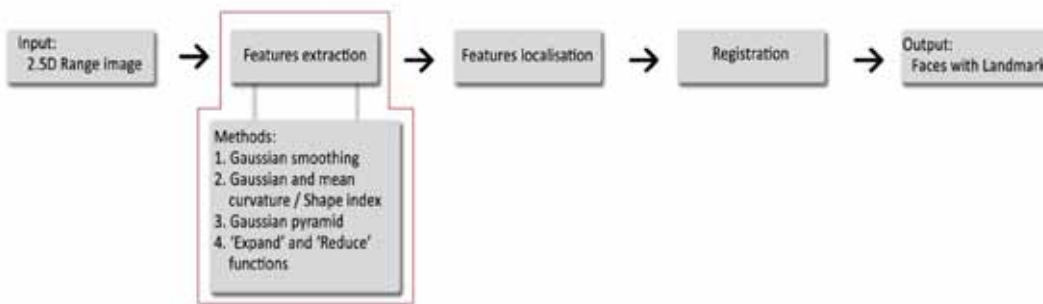 Input:
2.5D Range image
Features extraction
Features localisation
Registration
Output:
Faces with Landmark
Methods:
1. Gaussian smoothing
2. Gaussian and mean
curvature / Shape index
3. Gaussian pyramid
4. ‘Expand’ and ‘Reduce’
functions